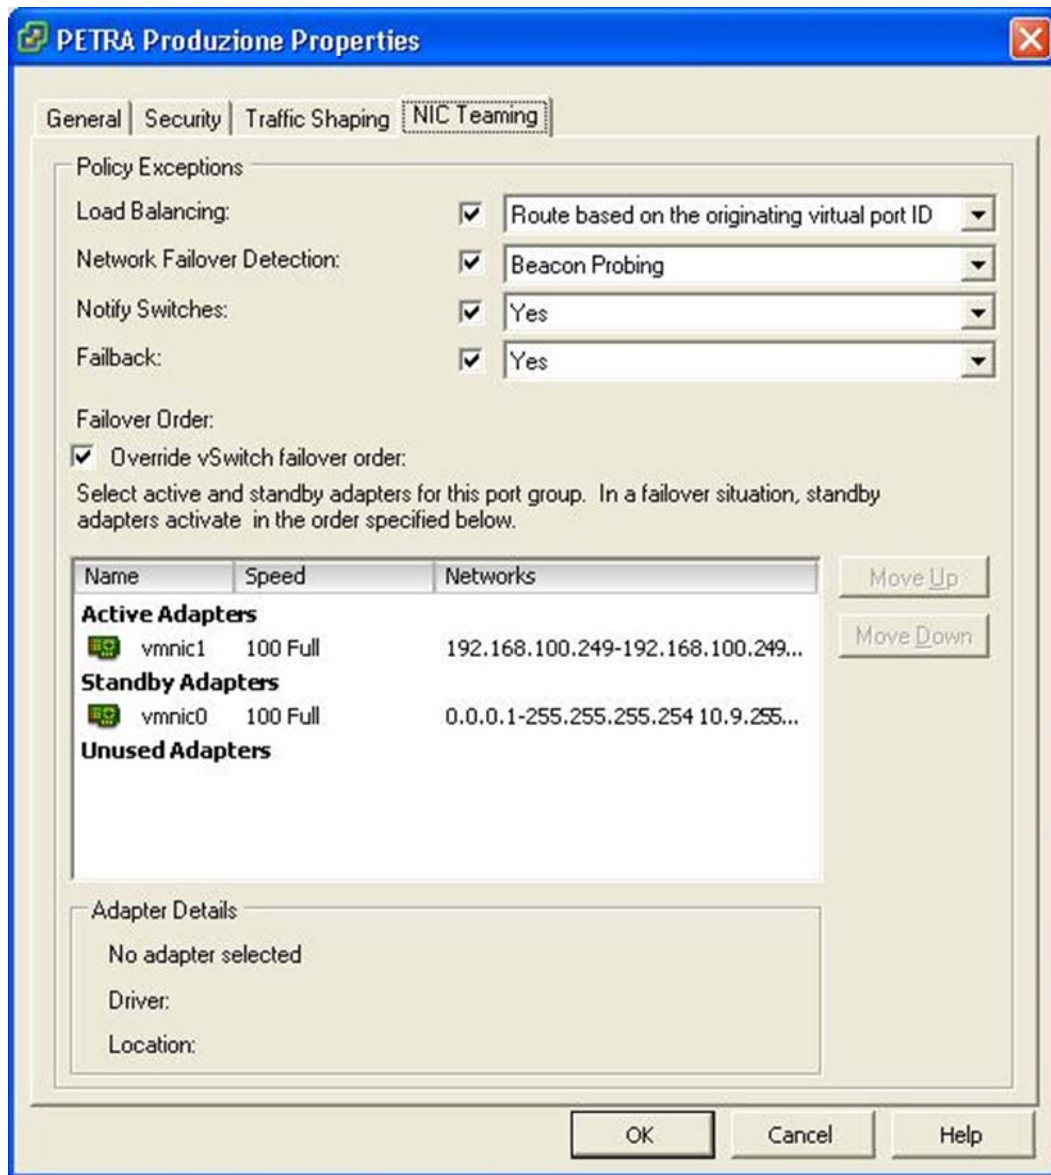 PETRA Produzione Properties
General Security Traffic Shaping NIC Teaming
Policy Exceptions
Load Balancing: Route based on the originating virtual port ID
Network Failover Detection: Beacon Probing
Notify Switches: Yes
Failback: Yes
Failover Order:
Override vSwitch failover order:
Select active and standby adapters for this port group. In a failover situation, standby
adapters activate in the order specified below.
Name Speed Networks
Move Up
Active Adapters
vmnic1 100 Full 192.168.100.249-192.168.100.249...
Move Down
Standby Adapters
vmnic0 100 Full 0.0.0.1-255.255.255.254 10.9.255...
Unused Adapters
Adapter Details
No adapter selected
Driver:
Location:
OK Cancel Help